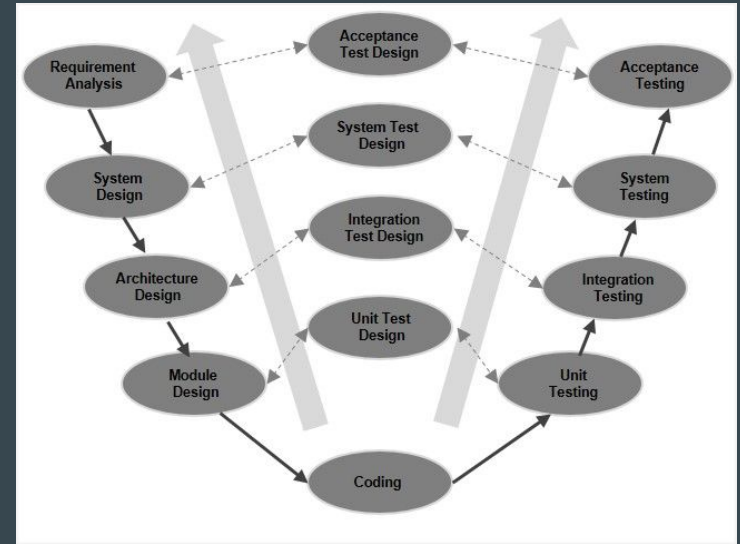 Acceptance
Test Design
Requirement
Analysis
Acceptance
Testing
System Test
Design
System
Design
System
Testing
Integration
Test Design
Architecture
Design
Integration
Testing
Unit Test
Design
Module
Design
Unit
Testing
Coding